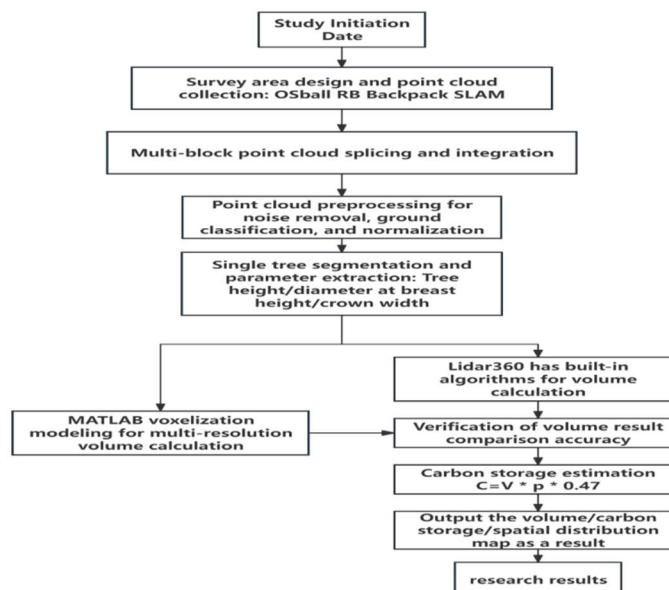 Study Initiation
Date
Survey area design and point cloud
collection: OSball RB Backpack SLAM
Multi-block point cloud splicing and integration
Point cloud preprocessing for
noise removal, ground
classification, and normalization
Single tree segmentation and
parameter extraction: Tree
height/diameter at breast
height/crown width
Lidar360 has built-in
algorithms for volume
calculation
MATLAB voxelization
modeling for multi-resolution
volume calculation
Verification of volume result
comparison accuracy
Carbon storage estimation
C=V * p * 0.47
Output the volume/carbon
storage/spatial distribution
map as a result
research results